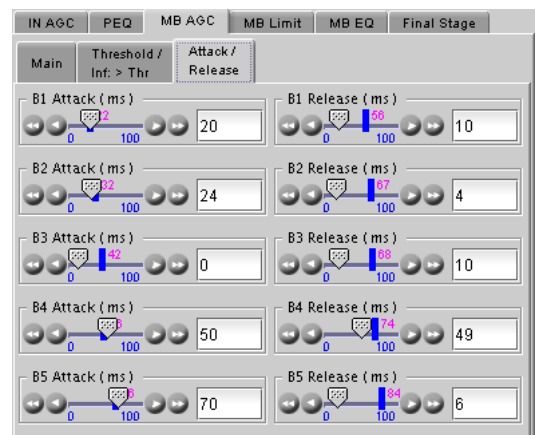 IN AGC PEQ MB AGC MB Limit MB EQ Final Stage
Main Threshold / Inf: > Thr Attack / Release
B1 Attack ( ms ) B1 Release ( ms )
56
0 100 20 0 100 10
B2 Attack ( ms ) B2 Release ( ms )
32 67
0 100 24 0 100 4
B3 Attack ( ms ) B3 Release ( ms )
42 68
0 100 0 0 100 10
B4 Attack ( ms ) B4 Release ( ms )
74
0 100 50 0 100 49
B5 Attack ( ms ) B5 Release ( ms )
84
0 100 70 0 100 6